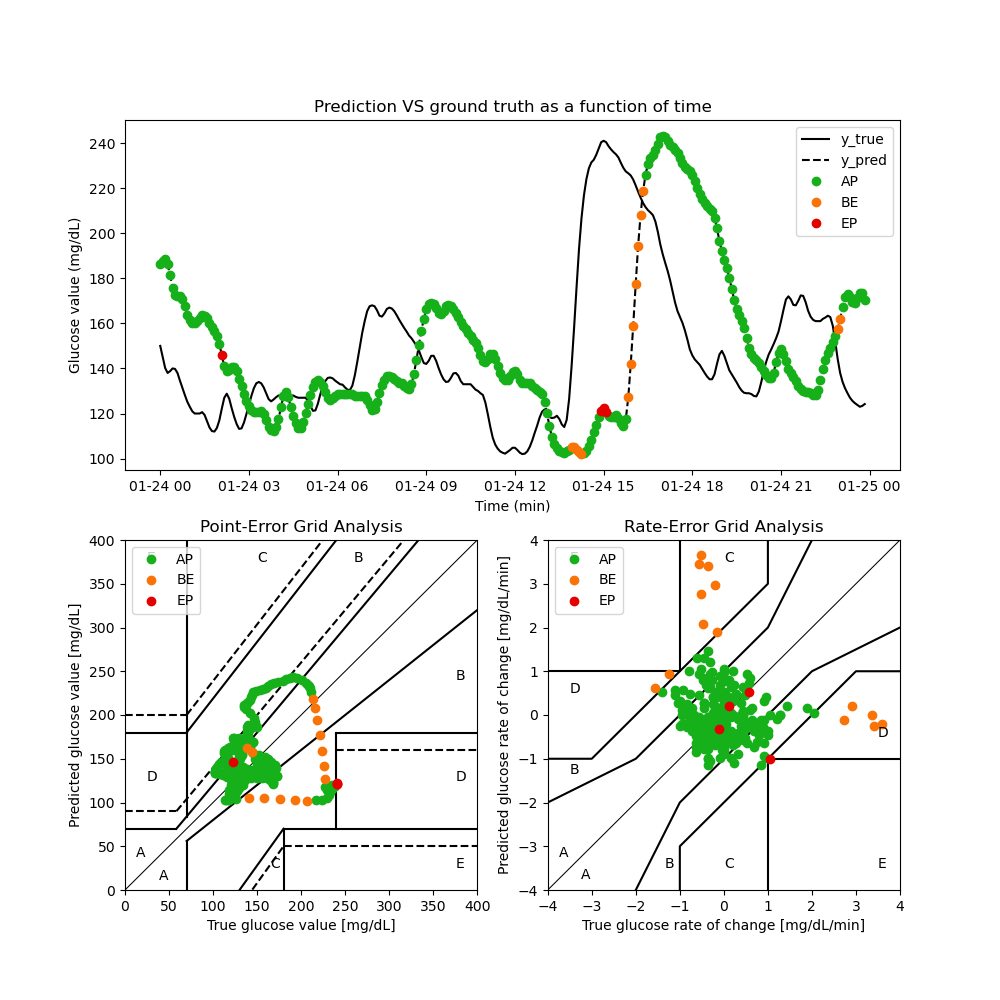 Prediction VS ground truth as a function of time
Glucose value (mg/dL)
240
220
200
180
160
140
120
100
y_true
y_pred
AP
BE
EP
01-24 00 01-24 03 01-24 06 01-24 09 01-24 12 01-24 15 01-24 18 01-24 21 01-25 00
Time (min)
Point-Error Grid Analysis
Predicted glucose value [mg/dL]
400
350
300
250
200
150
100
50
0
AP
BE
EP
C B
B
D D
A
A
C E
0 50 100 150 200 250 300 350 400
True glucose value [mg/dL]
Rate-Error Grid Analysis
Predicted glucose rate of change [mg/dL/min]
4
3
2
1
0
−1
−2
−3
−4
AP
BE
EP
C
D
D
B
A
A
B C E
−4 −3 −2 −1 0 1 2 3 4
True glucose rate of change [mg/dL/min]